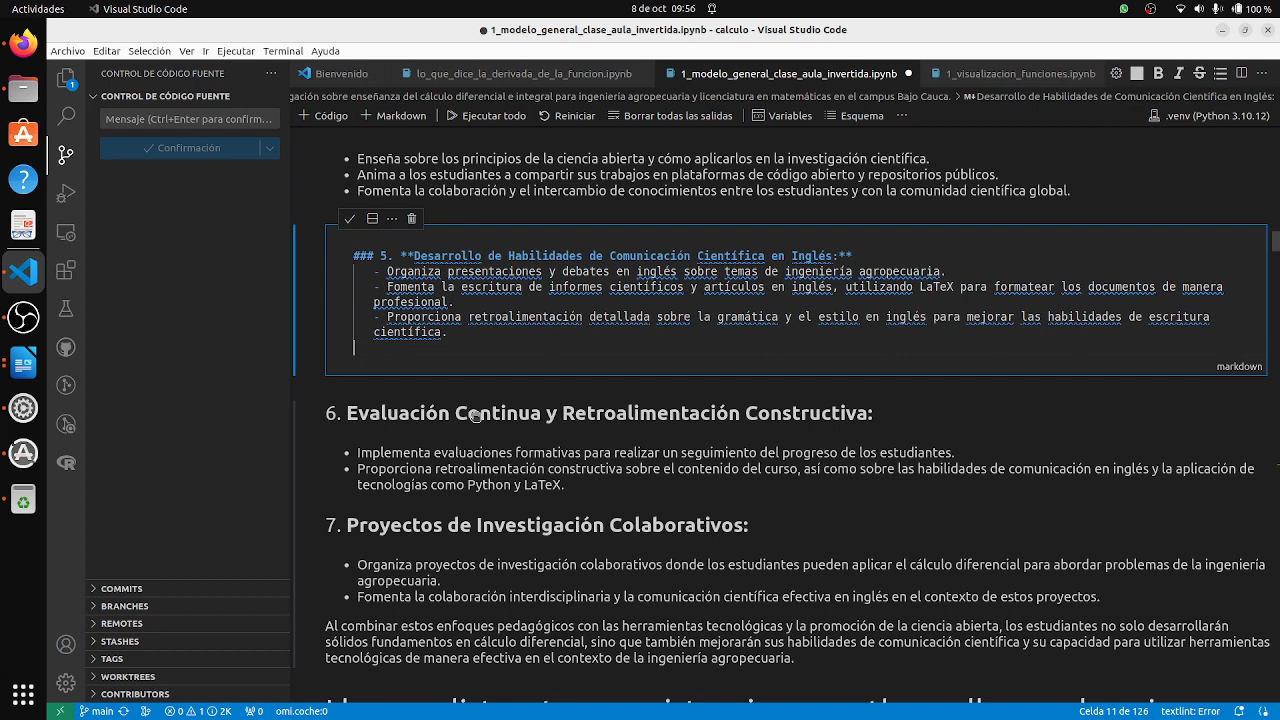 Actividades
Visual Studio Code
8 de oct 09:56
100 %
1_modelo_general_clase_aula_invertida.ipynb - calculo - Visual Studio Code
Archivo Editar Selección Ver Ir Ejecutar Terminal Ayuda
CONTROL DE CÓDIGO FUENTE
Bienvenido
lo_que_dice_la_derivada_de_la_funcion.ipynb
1_modelo_general_clase_aula_invertida.ipynb
1_visualizacion_funciones.ipynb
CONTROL DE CÓDIGO FUENTE
gación sobre enseñanza del cálculo diferencial e integral para ingeniería agropecuaria y licenciatura en matemáticas en el campus Bajo Cauca. > Desarrollo de Habilidades de Comunicación Científica en Inglés:
Mensaje (Ctrl+Enter para confirm...
Confirmación
+ Código + Markdown Ejecutar todo Reiniciar Borrar todas las salidas Variables Esquema ...
.venv (Python 3.10.12)
• Enseña sobre los principios de la ciencia abierta y cómo aplicarlos en la investigación científica.
• Anima a los estudiantes a compartir sus trabajos en plataformas de código abierto y repositorios públicos.
• Fomenta la colaboración y el intercambio de conocimientos entre los estudiantes y con la comunidad científica global.
### 5. **Desarrollo de Habilidades de Comunicación Científica en Inglés:**
- Organiza presentaciones y debates en inglés sobre temas de ingeniería agropecuaria.
- Fomenta la escritura de informes científicos y artículos en inglés, utilizando LaTeX para formatear los documentos de manera
profesional.
- Proporciona retroalimentación detallada sobre la gramática y el estilo en inglés para mejorar las habilidades de escritura
científica.
markdown
6. Evaluación Continua y Retroalimentación Constructiva:
• Implementa evaluaciones formativas para realizar un seguimiento del progreso de los estudiantes.
• Proporciona retroalimentación constructiva sobre el contenido del curso, así como sobre las habilidades de comunicación en inglés y la aplicación de
tecnologías como Python y LaTeX.
7. Proyectos de Investigación Colaborativos:
• Organiza proyectos de investigación colaborativos donde los estudiantes pueden aplicar el cálculo diferencial para abordar problemas de la ingeniería
agropecuaria.
• Fomenta la colaboración interdisciplinaria y la comunicación científica efectiva en inglés en el contexto de estos proyectos.
Al combinar estos enfoques pedagógicos con las herramientas tecnológicas y la promoción de la ciencia abierta, los estudiantes no solo desarrollarán
sólidos fundamentos en cálculo diferencial, sino que también mejorarán sus habilidades de comunicación científica y su capacidad para utilizar herramientas
tecnológicas de manera efectiva en el contexto de la ingeniería agropecuaria.
COMMITS
BRANCHES
REMOTES
STASHES
TAGS
WORKTREES
CONTRIBUTORS
main 0 1 2K 0 omi.coche:0
Celda 11 de 126 textlint: Error